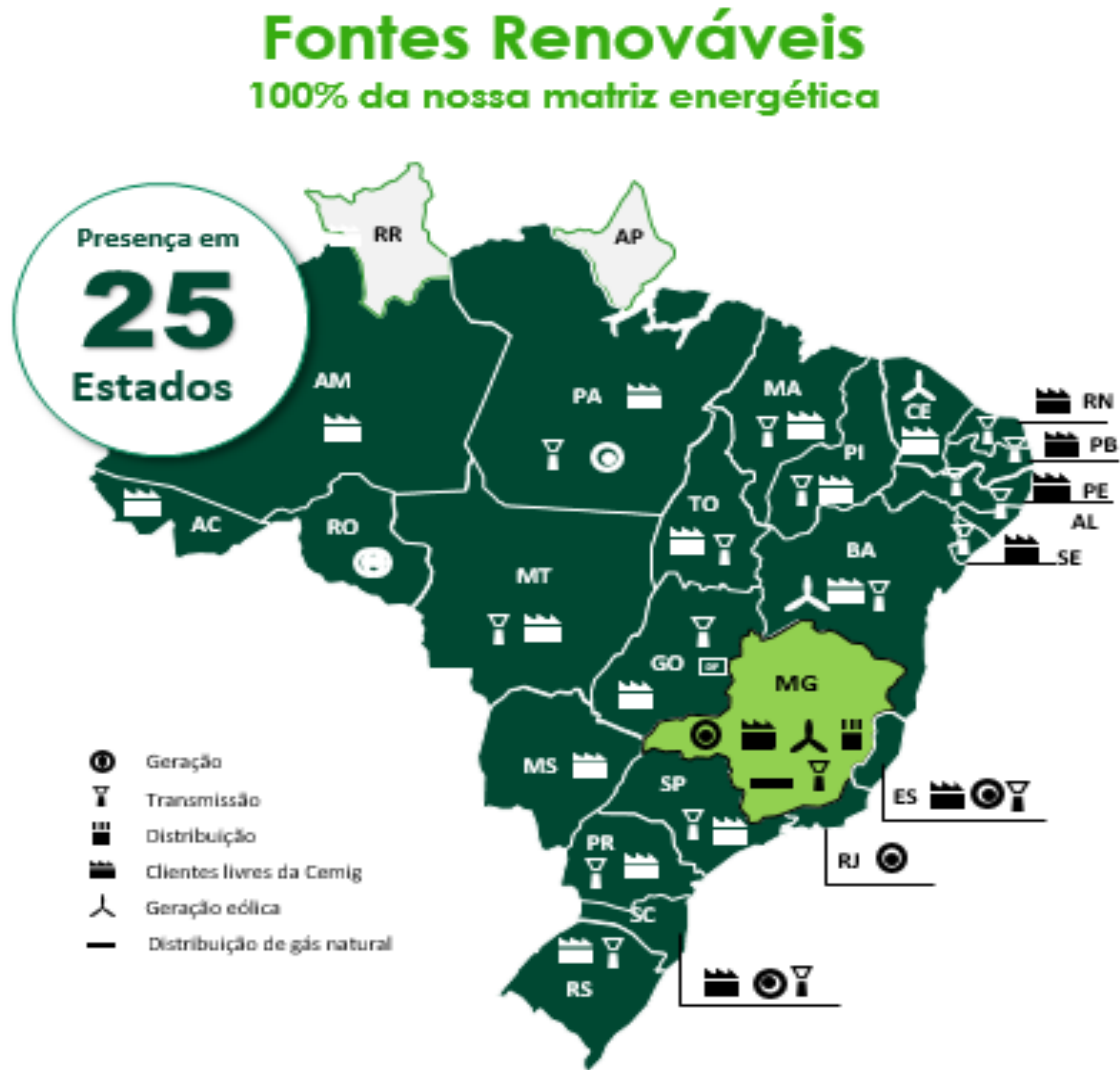 Fontes Renováveis
100% da nossa matriz energética
Presença em
25
Estados
RR
AP
AM
PA
MA
CE
RN
PB
PI
PE
AC
RO
TO
AL
BA
SE
MT
GO
DF
MG
MS
SP
ES
PR
RJ
SC
RS
Geração
Transmissão
Distribuição
Clientes livres da Cemig
Geração eólica
Distribuição de gás natural